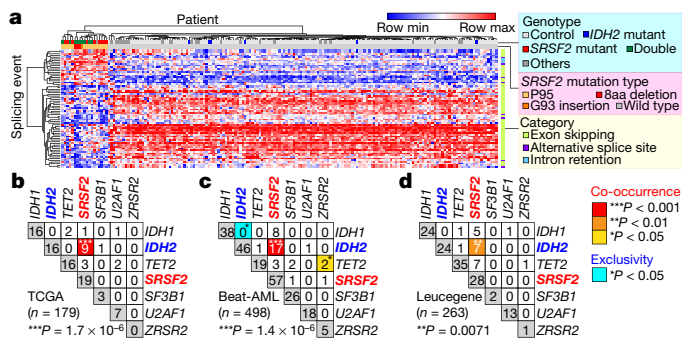 a
Patient
Row min Row max
Splicing event
Genotype
Control IDH2 mutant
SRSF2 mutant Double
Others
SRSF2 mutation type
P95 8aa deletion
G93 insertion Wild type
Category
Exon skipping
Alternative splice site
Intron retention
b
IDH1 IDH2 TET2 SRSF2 SF3B1 U2AF1 ZRSR2
16 0 2 1 0 0 0 IDH1
16 0 ***9 0 1 0 IDH2
16 3 0 2 0 TET2
19 0 0 0 SRSF2
3 0 0 SF3B1
7 0 U2AF1
0 ZRSR2
TCGA
(n = 179)
***P = 1.7 × 10⁻⁶
c
IDH1 IDH2 TET2 SRSF2 SF3B1 U2AF1 ZRSR2
38 0* 0 8 0 0 0 IDH1
46 1 ***17 1 0 0 IDH2
19 3 2 0 2* TET2
57 0 1 1 SRSF2
26 0 0 SF3B1
18 0 U2AF1
5 ZRSR2
Beat-AML
(n = 498)
***P = 1.4 × 10⁻⁶
d
IDH1 IDH2 TET2 SRSF2 SF3B1 U2AF1 ZRSR2
24 0 1 5 0 0 0 IDH1
24 1 **7 0 1 0 IDH2
35 7 0 1 0 TET2
28 0 0 0 SRSF2
2 0 0 SF3B1
13 0 U2AF1
1 ZRSR2
Leucegene
(n = 263)
**P = 0.0071
Co-occurrence
***P < 0.001
**P < 0.01
*P < 0.05
Exclusivity
*P < 0.05